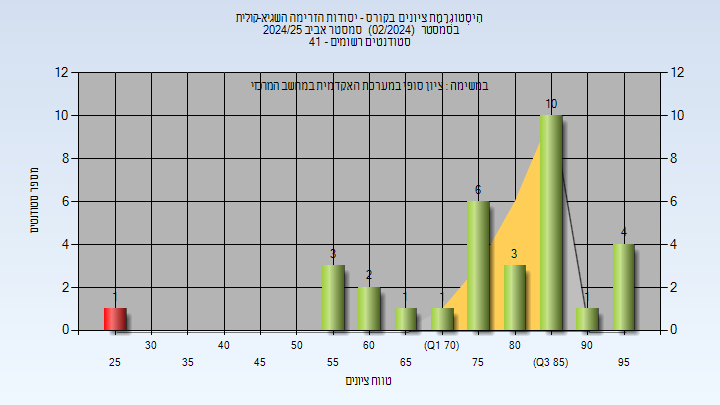 היסטוגרמת ציונים בקורס - יסודות הזרימה השגיא-קולית
בסמסטר (02/2024) סמסטר אביב 2024/25
סטודנטים רשומים - 41
במשימה : ציון סופי במערכת האקדמית במחשב המרכזי
מספר סטודנטים
12 12
10 10
8 8
6 6
4 4
2 2
0 0
1 3 2 1 1 6 3 10 1 4
30 40 50 60 (Q1 70) 80 90
25 35 45 55 65 75 (Q3 85) 95
טווח ציונים